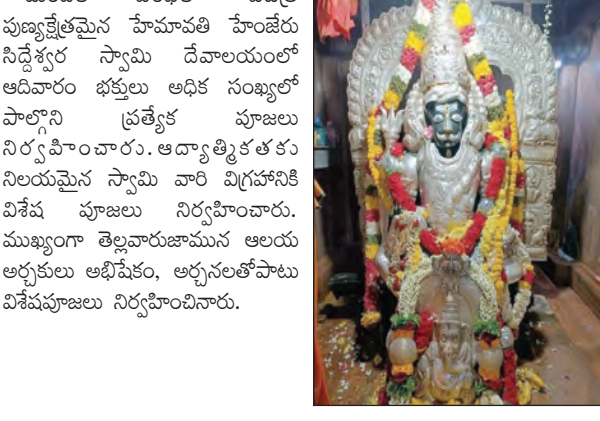 పుణ్యక్షేత్రమైన హేమావతి హేంజేరు
సిద్దేశ్వర స్వామి దేవాలయంలో
ఆదివారం భక్తులు అధిక సంఖ్యలో
పాల్గొని ప్రత్యేక పూజలు
నిర్వహించారు. ఆద్యాత్మికతకు
నిలయమైన స్వామి వారి విగ్రహానికి
విశేష పూజలు నిర్వహించారు.
ముఖ్యంగా తెల్లవారుజామున ఆలయ
అర్చకులు అభిషేకం, అర్చనలతోపాటు
విశేషపూజలు నిర్వహించినారు.